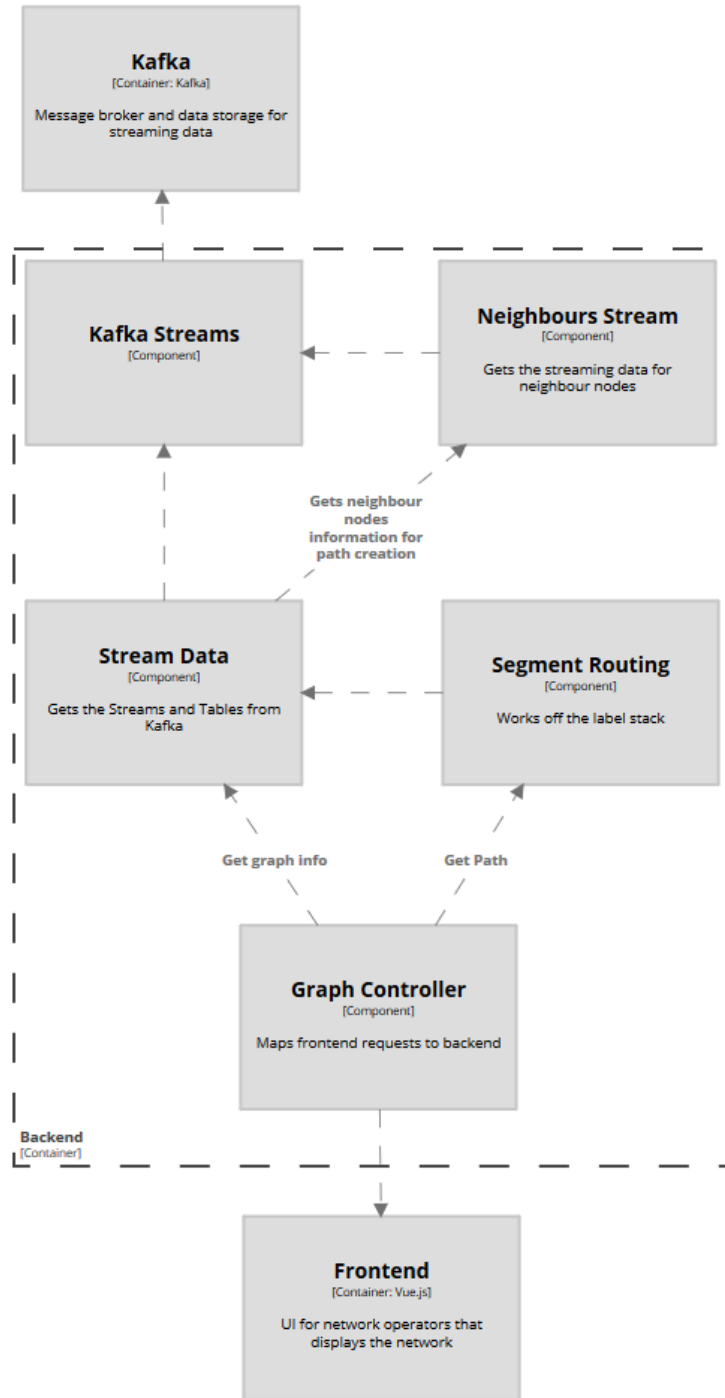 Kafka
[Container: Kafka]
Message broker and data storage for
streaming data
Kafka Streams
[Component]
Neighbours Stream
[Component]
Gets the streaming data for
neighbour nodes
Gets neighbour
nodes
information for
path creation
Stream Data
[Component]
Gets the Streams and Tables from
Kafka
Segment Routing
[Component]
Works off the label stack
Get graph info
Get Path
Graph Controller
[Component]
Maps frontend requests to backend
Backend
[Container]
Frontend
[Container: Vue.js]
UI for network operators that
displays the network